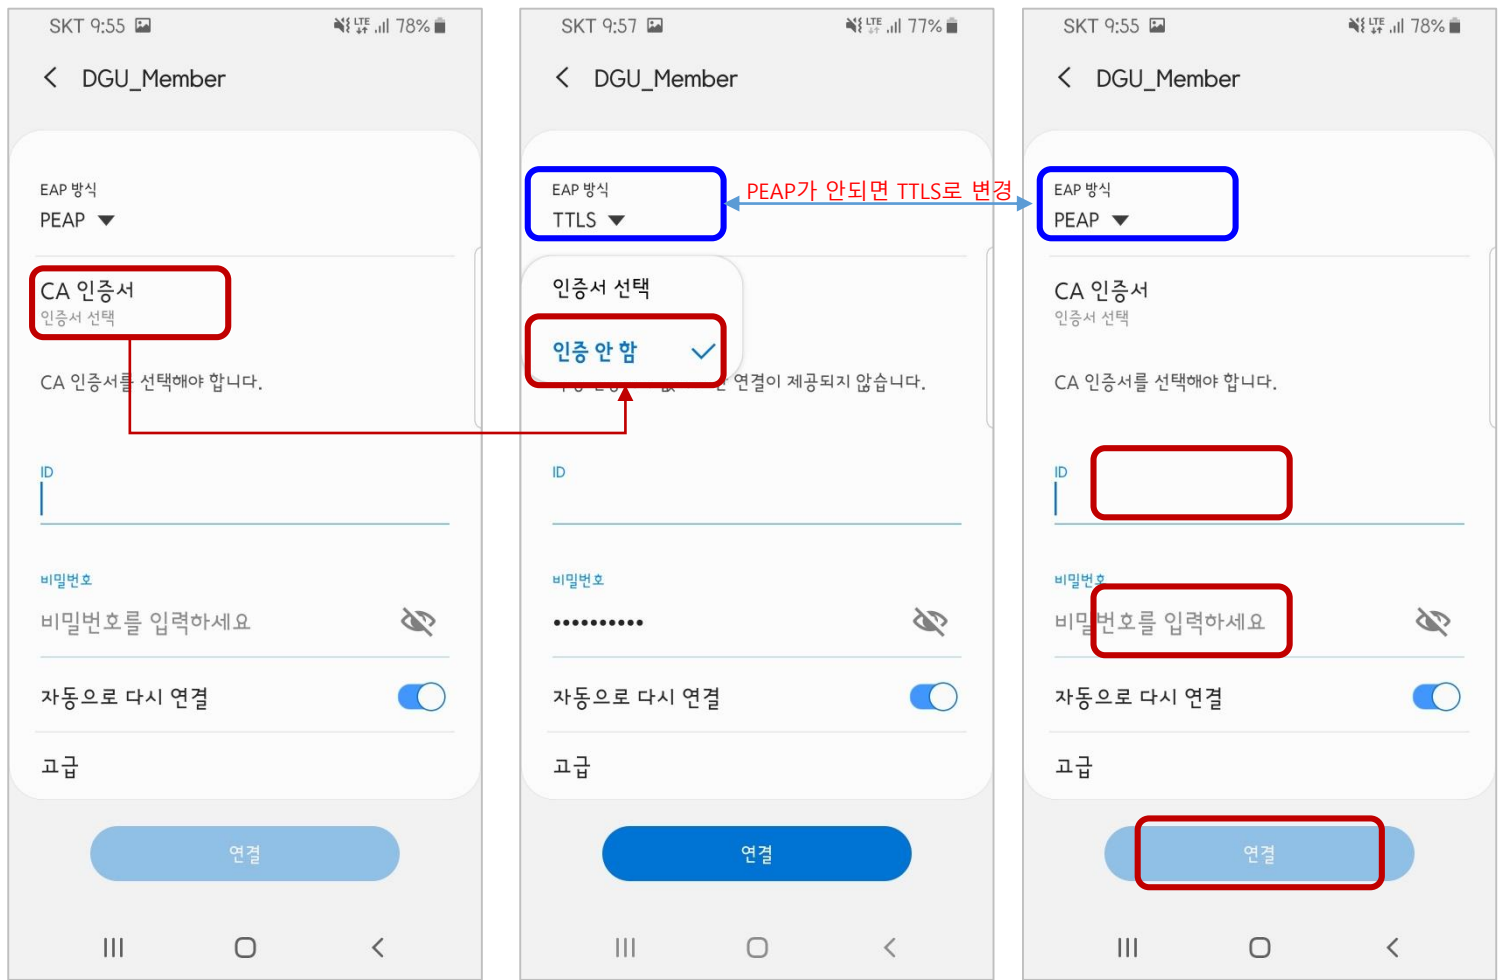 SKT 9:55
LTE 78%
DGU_Member
EAP 방식
PEAP
CA 인증서
인증서 선택
CA 인증서를 선택해야 합니다.
ID
비밀번호
비밀번호를 입력하세요
자동으로 다시 연결
고급
연결
SKT 9:57
LTE 77%
DGU_Member
EAP 방식
TTLS
인증서 선택
인증 안 함
연결이 제공되지 않습니다.
ID
비밀번호
••••••••••
자동으로 다시 연결
고급
연결
PEAP가 안되면 TTLS로 변경
SKT 9:55
LTE 78%
DGU_Member
EAP 방식
PEAP
CA 인증서
인증서 선택
CA 인증서를 선택해야 합니다.
ID
비밀번호
비밀번호를 입력하세요
자동으로 다시 연결
고급
연결